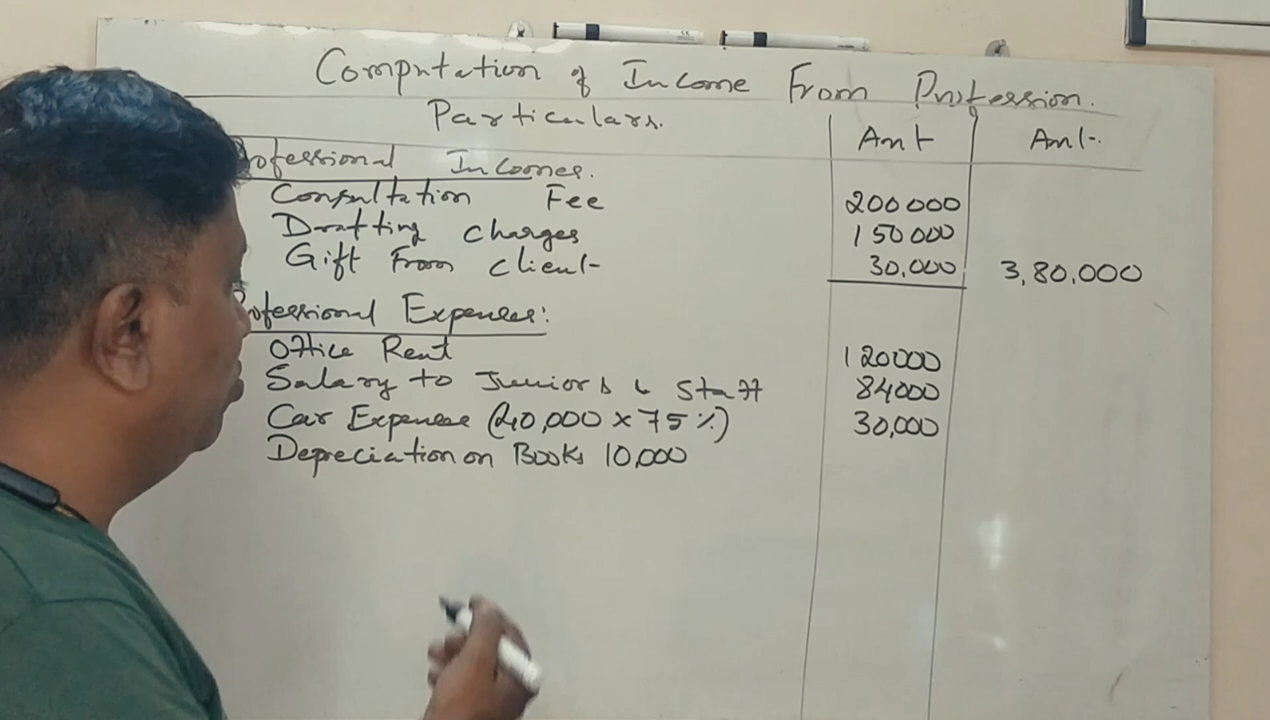 Computation of Income From Profession.
Particulars. Amt Amt.
rofessional Incomes.
Consultation Fee 200000
Drafting charges 150000
Gift From client 30,000 3,80,000
rofessional Expenses:
Office Rent 120000
Salary to Juniors & Staff 84000
Car Expense (40,000 x 75%) 30,000
Depreciation on Books 10,000